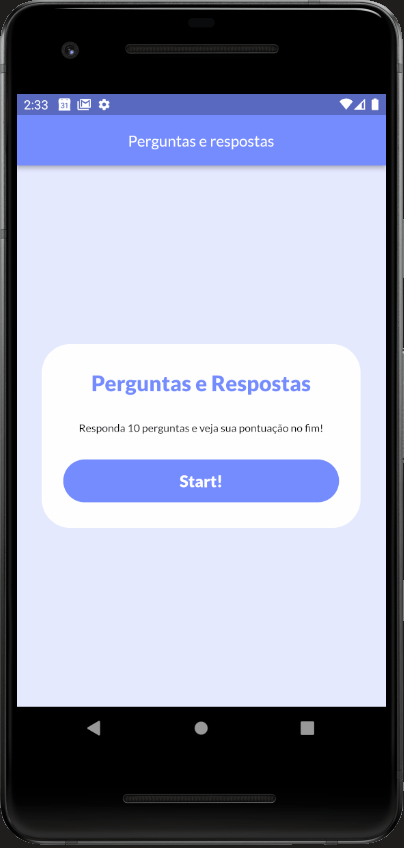 2:33
31
Perguntas e respostas
Perguntas e Respostas
Responda 10 perguntas e veja sua pontuação no fim!
Start!